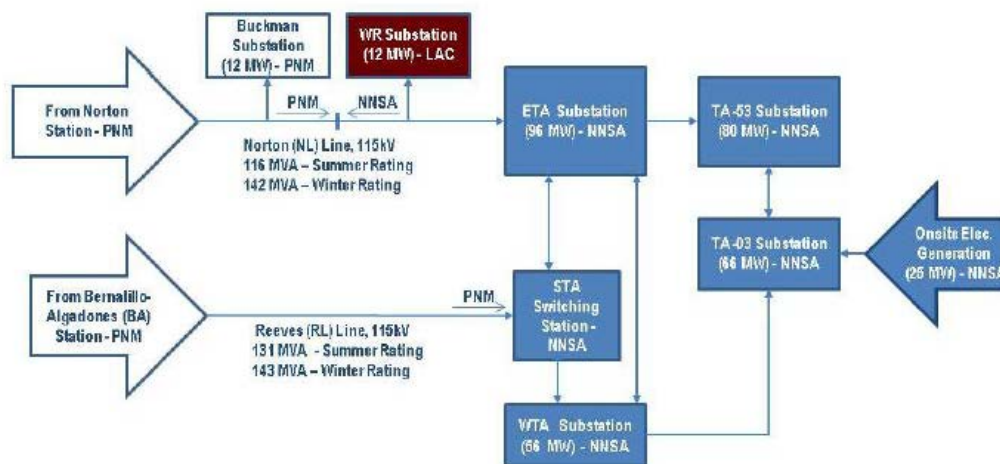 Buckman
Substation
(12 MW) - PNM
WR Substation
(12 MW) - LAC
From Norton
Station - PNM
PNM
NNSA
Norton (NL) Line, 115kV
116 MVA – Summer Rating
142 MVA – Winter Rating
ETA Substation
(96 MW) - NNSA
TA-53 Substation
(80 MW) - NNSA
TA-03 Substation
(66 MW) - NNSA
Onsite Elec.
Generation
(25 MW) - NNSA
From Bernalillo-
Algadones (BA)
Station - PNM
PNM
Reeves (RL) Line, 115kV
131 MVA - Summer Rating
143 MVA – Winter Rating
STA
Switching
Station -
NNSA
WTA Substation
(56 MW) - NNSA